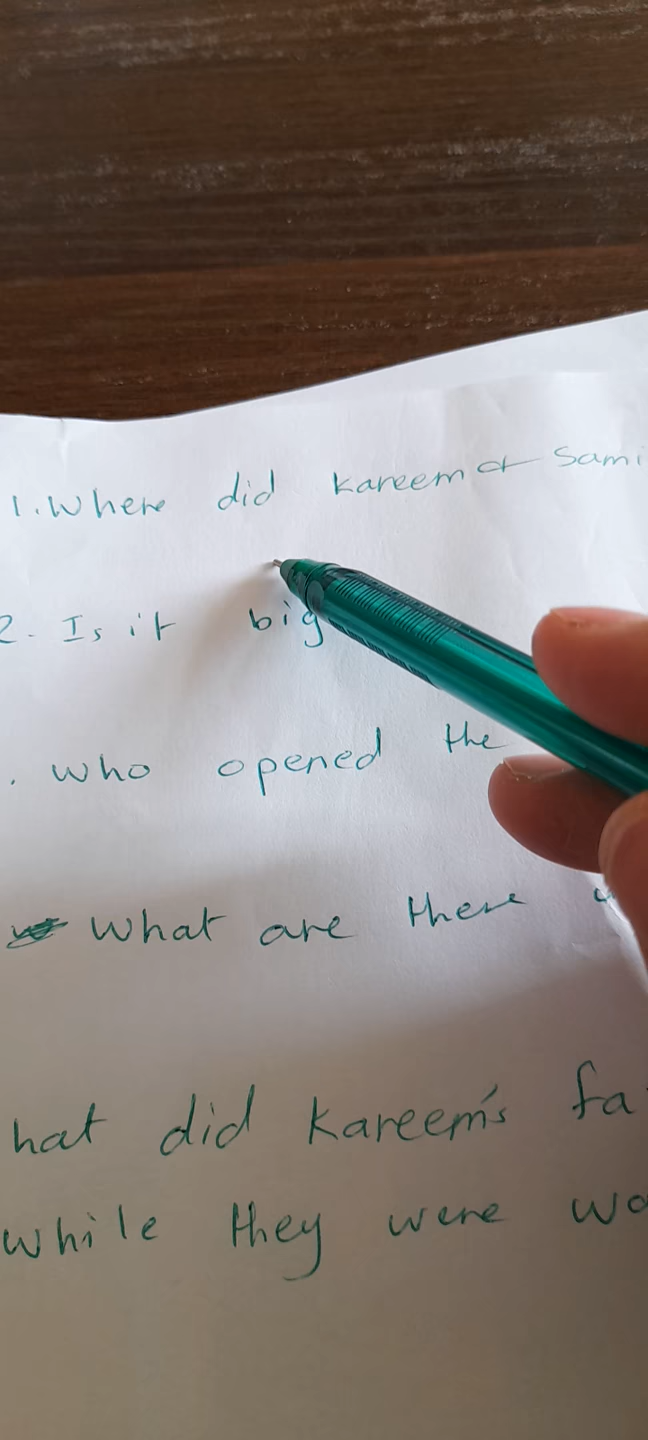 1. Where did Kareem & Sami
2. Is it big
. Who opened the
What are there
hat did Kareem's fa
while they were wo